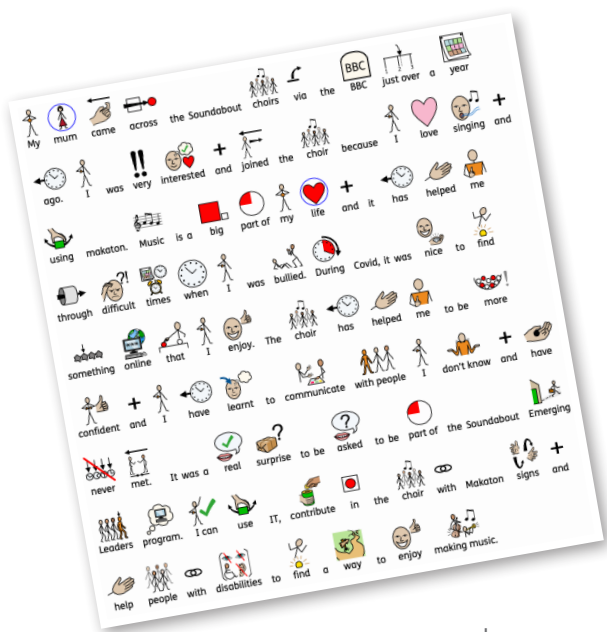 My mum came across the Soundabout choirs via the BBC BBC just over a year
ago. I was very interested and joined the choir because I love singing and
using makaton. Music is a big part of my life and it has helped me
through difficult times when I was bullied. During Covid, it was nice to find
something online that I enjoy. The choir has helped me to be more
confident and I have learnt to communicate with people I don't know and have
never met. It was a real surprise to be asked to be part of the Soundabout Emerging
Leaders program. I can use IT, contribute in the choir with Makaton signs and
help people with disabilities to find a way to enjoy making music.